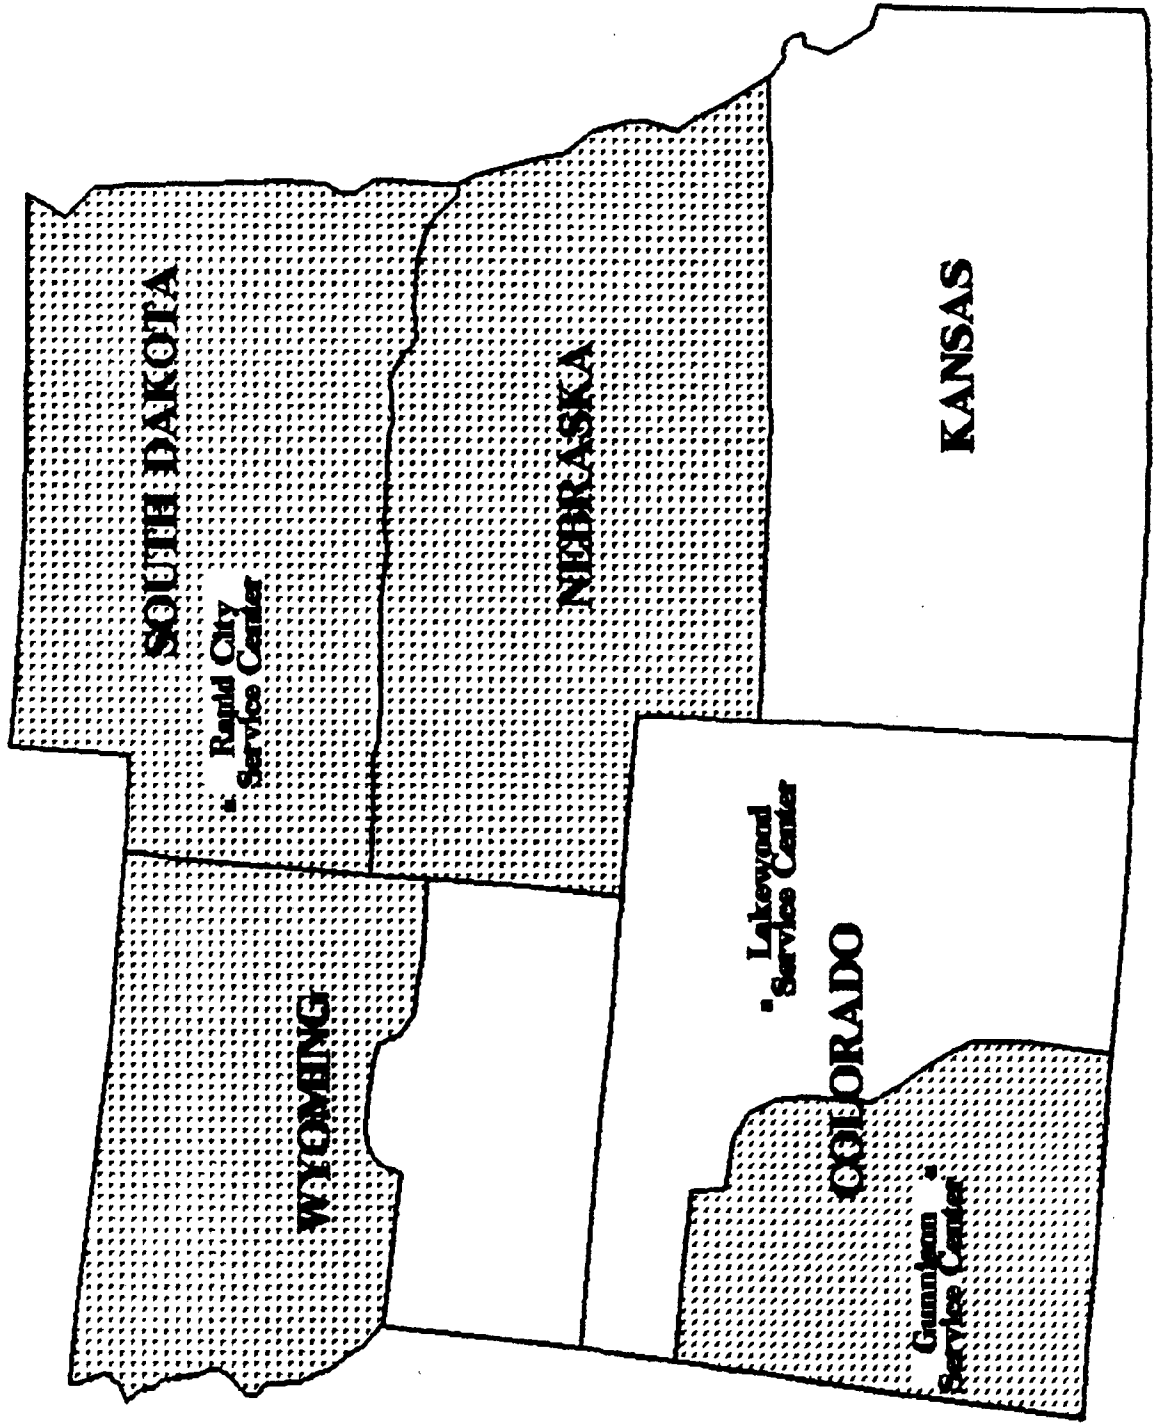 SOUTH DAKOTA
Rapid City
Service Center
WYOMING
NEBRASKA
Lakewood
Service Center
COLORADO
Gunnison
Service Center
KANSAS